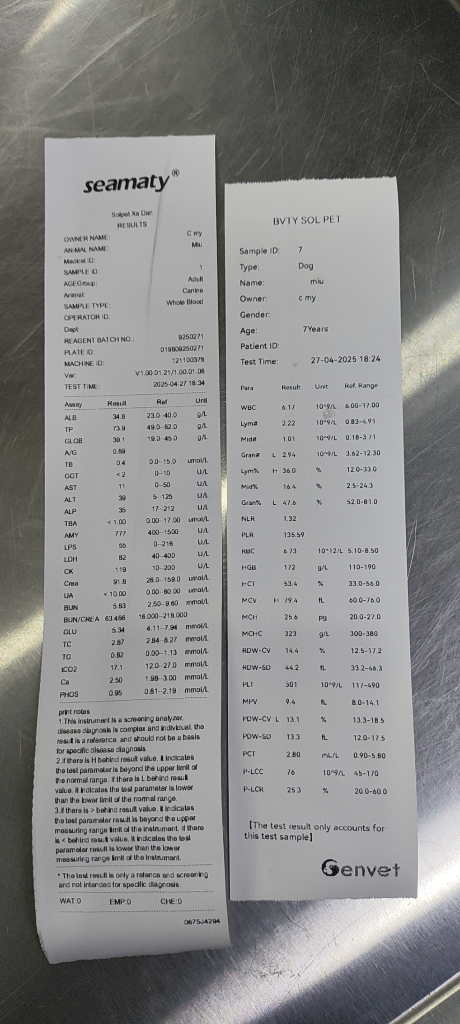 seamaty®
Solpet Xa Dan
RESULTS
OWNER NAME: C my
ANIMAL NAME: Miu
Medical ID:
SAMPLE ID: 1
AGEGroup: Adult
Animal: Canine
SAMPLE TYPE: Whole Blood
OPERATOR ID:
Dept:
REAGENT BATCH NO.: 9250271
PLATE ID: 019809250271
MACHINE ID: 121100376
Ver: V1.00.01.21/1.00.01.06
TEST TIME: 2025-04-27 18:34
Assay Result Ref Unit
ALB 34.8 23.0-40.0 g/L
TP 73.9 49.0-82.0 g/L
GLOB 39.1 19.0-45.0 g/L
A/G 0.89
TB 0.4 0.0-15.0 umol/L
GGT <2 0-10 U/L
AST 11 0-50 U/L
ALT 39 5-125 U/L
ALP 35 17-212 U/L
TBA <1.00 0.00-17.00 umol/L
AMY 777 400-1500 U/L
LPS 56 0-216 U/L
LDH 82 40-400 U/L
CK 119 10-200 U/L
Crea 91.8 28.0-159.0 umol/L
UA <10.00 0.00-60.00 umol/L
BUN 5.83 2.50-9.60 mmol/L
BUN/CREA 63.486 16.000-218.000
GLU 5.34 4.11-7.94 mmol/L
TC 2.87 2.84-8.27 mmol/L
TG 0.82 0.00-1.13 mmol/L
tCO2 17.1 12.0-27.0 mmol/L
Ca 2.50 1.98-3.00 mmol/L
PHOS 0.95 0.81-2.19 mmol/L
print notes
1.This instrument is a screening analyzer.
disease diagnosis is complex and individual. the
result is a reference, and should not be a basis
for specific disease diagnosis.
2.if there is H behind result value, it indicates
the test parameter is beyond the upper limit of
the normal range. if there is L behind result
value. It indicates the test parameter is lower
than the lower limit of the normal range.
3.if there is > behind result value, it indicates
the test parameter result is beyond the upper
measuring range limit of the instrument. if there
is < behind result value. it indicates the test
parameter result is lower than the lower
measuring range limit of the instrument.
* The test result is only a refence and screening
and not intended for specific diagnosis.
WAT:0 EMP:0 CHE:0
BVTY SOL PET
Sample ID: 7
Type: Dog
Name: miu
Owner: c my
Gender:
Age: 7Years
Patient ID:
Test Time: 27-04-2025 18:24
Para Result Unit Ref. Range
WBC 6.17 10^9/L 6.00-17.00
Lym# 2.22 10^9/L 0.83-4.91
Mid# 1.01 10^9/L 0.18-3.71
Gran# L 2.94 10^9/L 3.62-12.30
Lym% H 36.0 % 12.0-33.0
Mid% 16.4 % 2.5-24.3
Gran% L 47.6 % 52.0-81.0
NLR 1.32
PLR 135.59
RBC 6.73 10^12/L 5.10-8.50
HGB 172 g/L 110-190
HCT 53.4 % 33.0-56.0
MCV H 79.4 fL 60.0-76.0
MCH 25.6 pg 20.0-27.0
MCHC 323 g/L 300-380
RDW-CV 14.4 % 12.5-17.2
RDW-SD 44.2 fL 33.2-46.3
PLT 301 10^9/L 117-490
MPV 9.4 fL 8.0-14.1
PDW-CV L 13.1 % 13.3-18.5
PDW-SD 13.3 fL 12.0-17.5
PCT 2.80 mL/L 0.90-5.80
P-LCC 76 10^9/L 45-170
P-LCR 25.3 % 20.0-60.0
[The test result only accounts for
this test sample]
Genvet